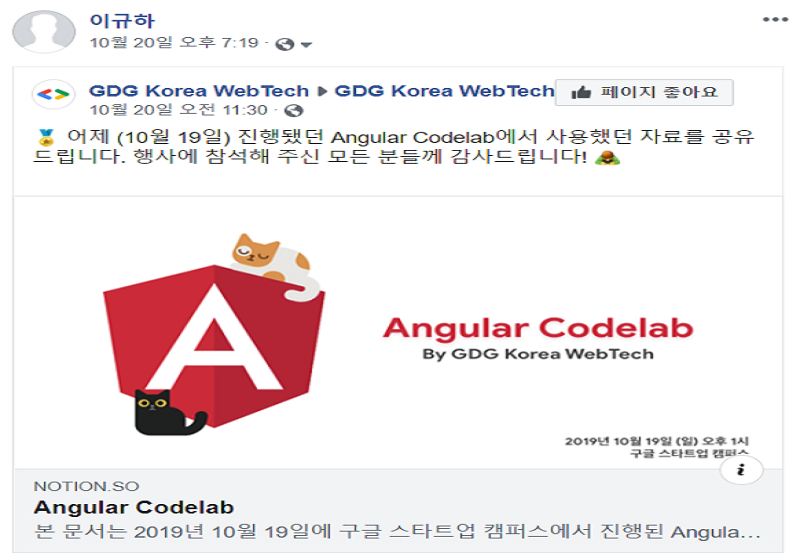 이규하
10월 20일 오후 7:19 ·
GDG Korea WebTech ▶ GDG Korea WebTech
페이지 좋아요
10월 20일 오전 11:30 ·
🏅 어제 (10월 19일) 진행됐던 Angular Codelab에서 사용했던 자료를 공유
드립니다. 행사에 참석해 주신 모든 분들께 감사드립니다! 🙇
A
Angular Codelab
By GDG Korea WebTech
2019년 10월 19일 (일) 오후 1시
구글 스타트업 캠퍼스
i
NOTION.SO
Angular Codelab
본 문서는 2019년 10월 19일에 구글 스타트업 캠퍼스에서 진행된 Angula...